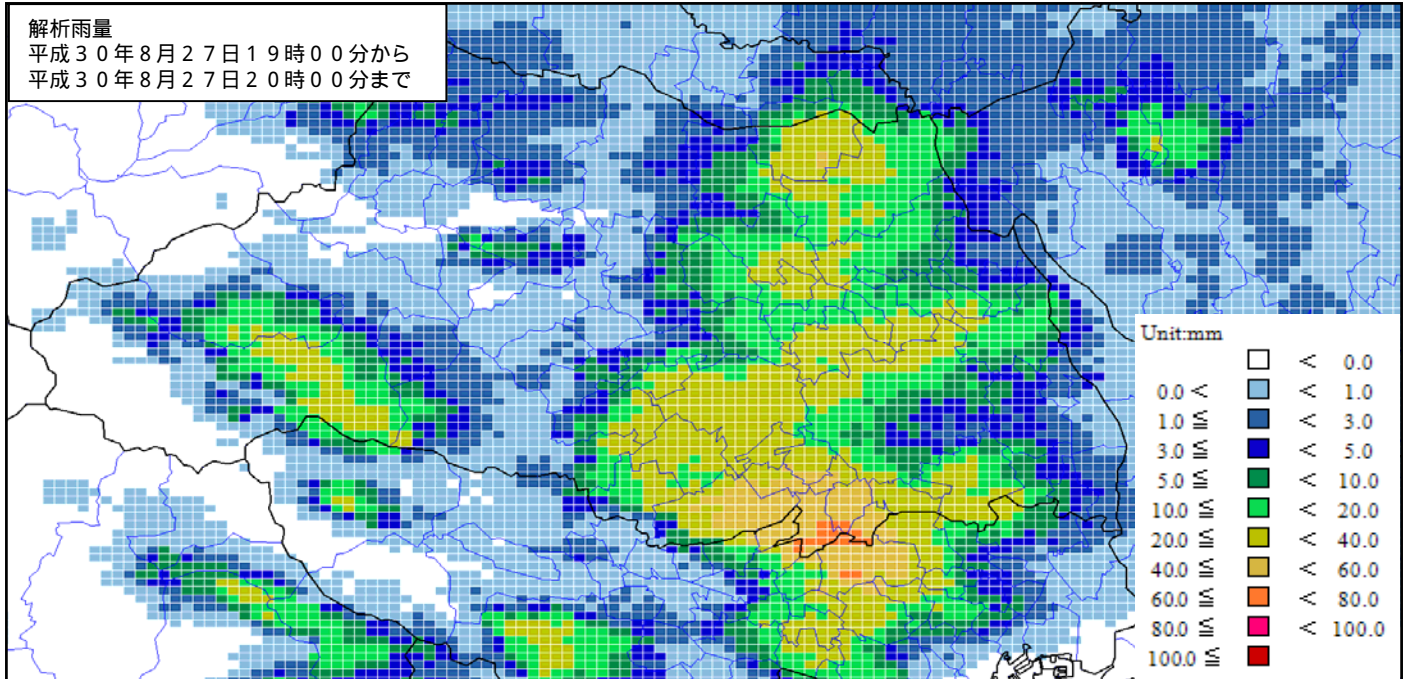 解析雨量
平成３０年８月２７日１９時００分から
平成３０年８月２７日２０時００分まで
Unit:mm
< 0.0
0.0 < < 1.0
1.0 ≦ < 3.0
3.0 ≦ < 5.0
5.0 ≦ < 10.0
10.0 ≦ < 20.0
20.0 ≦ < 40.0
40.0 ≦ < 60.0
60.0 ≦ < 80.0
80.0 ≦ < 100.0
100.0 ≦